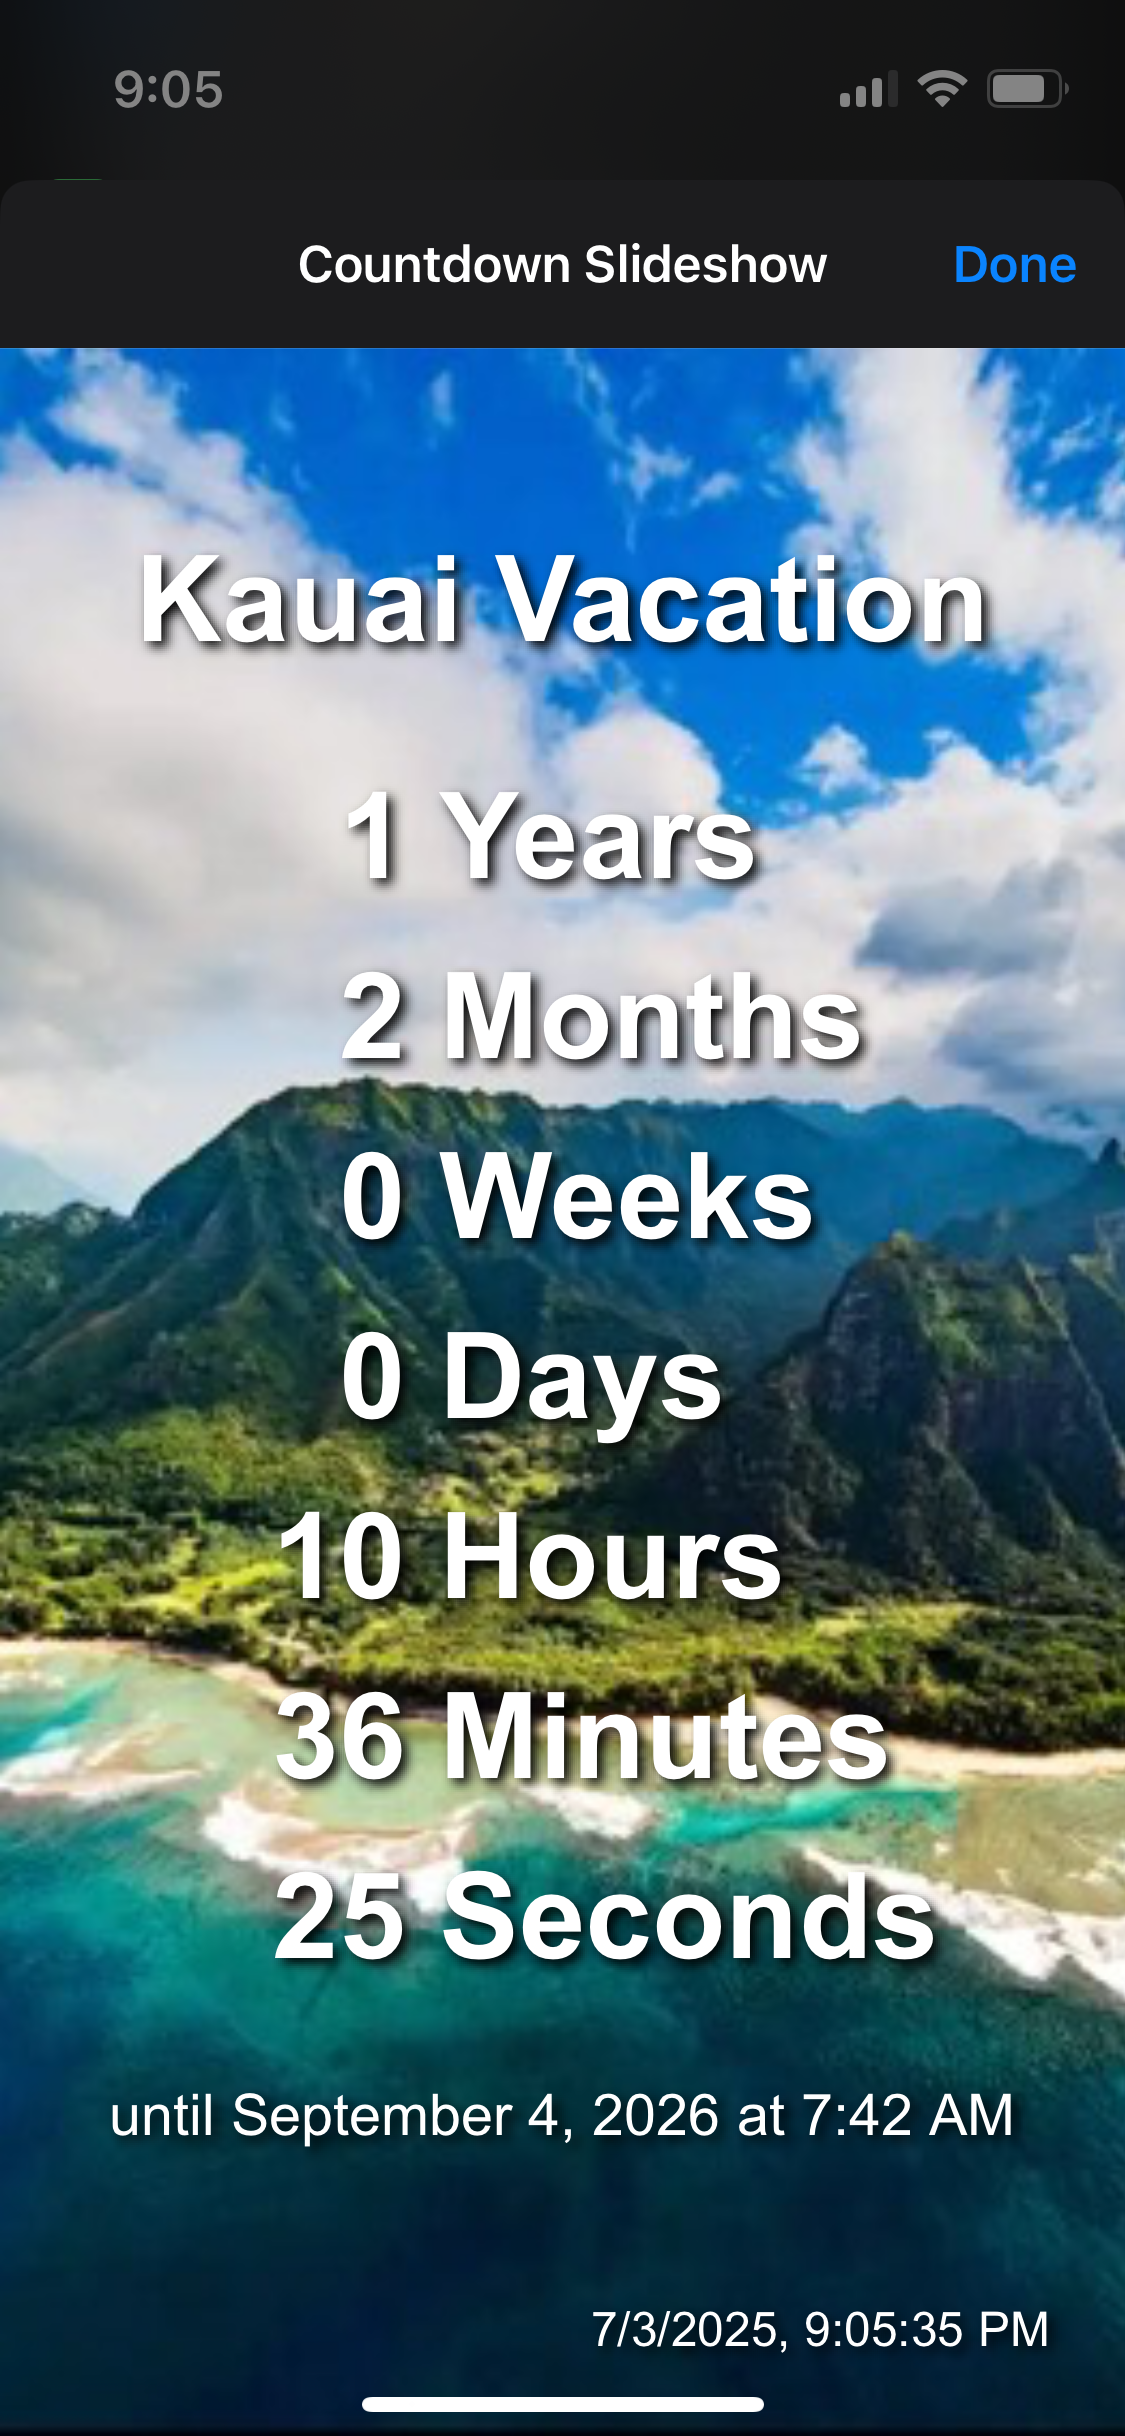 9:05
Countdown Slideshow Done
Kauai Vacation
1 Years
2 Months
0 Weeks
0 Days
10 Hours
36 Minutes
25 Seconds
until September 4, 2026 at 7:42 AM
7/3/2025, 9:05:35 PM